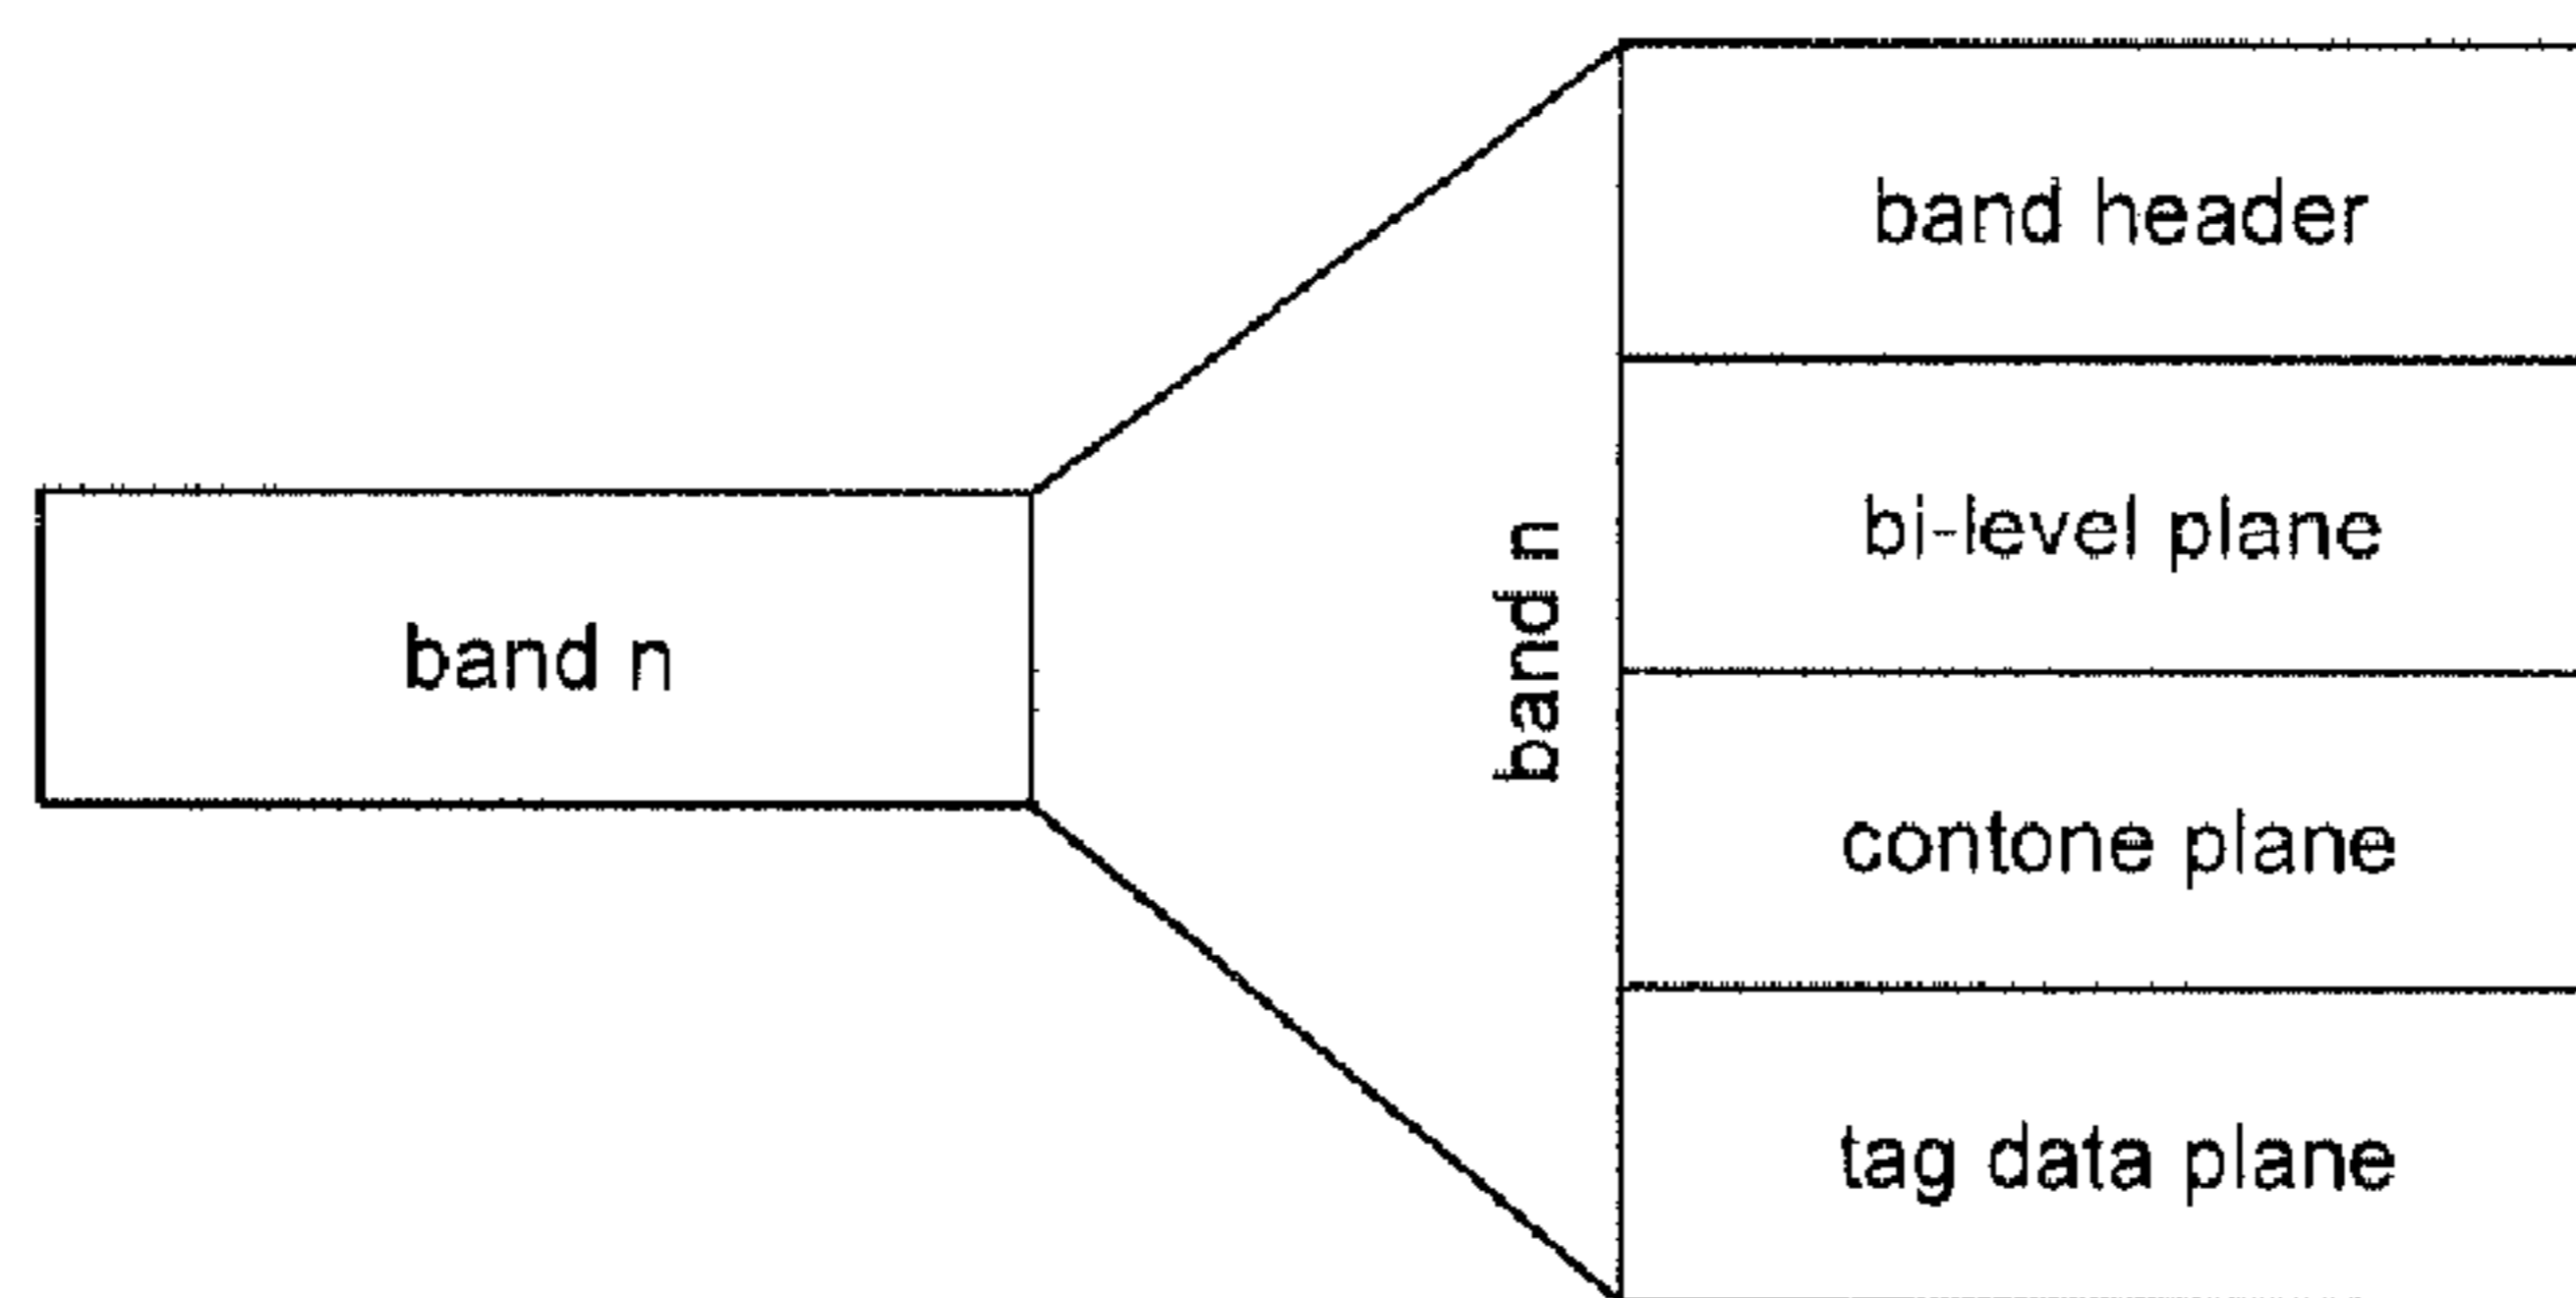 band n
band n
band header
bi-level plane
contone plane
tag data plane